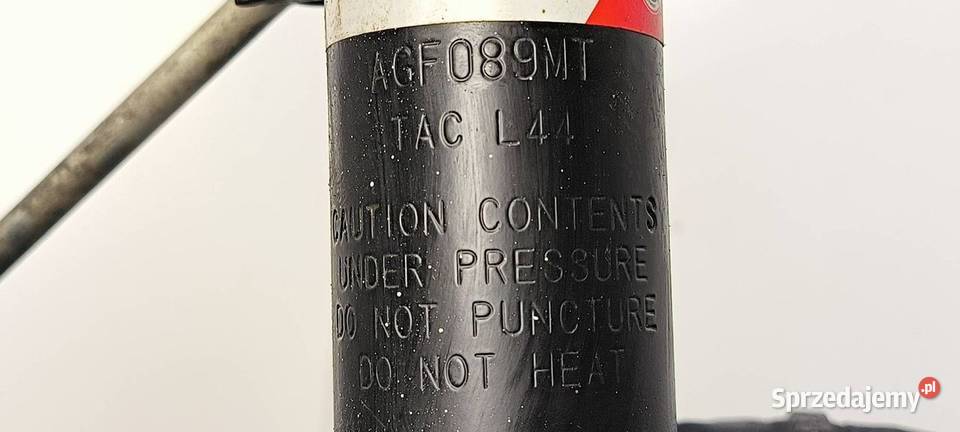 AGF089MT
TAC L44
CAUTION CONTENTS
UNDER PRESSURE
DO NOT PUNCTURE
DO NOT HEAT
Sprzedajemy.pl